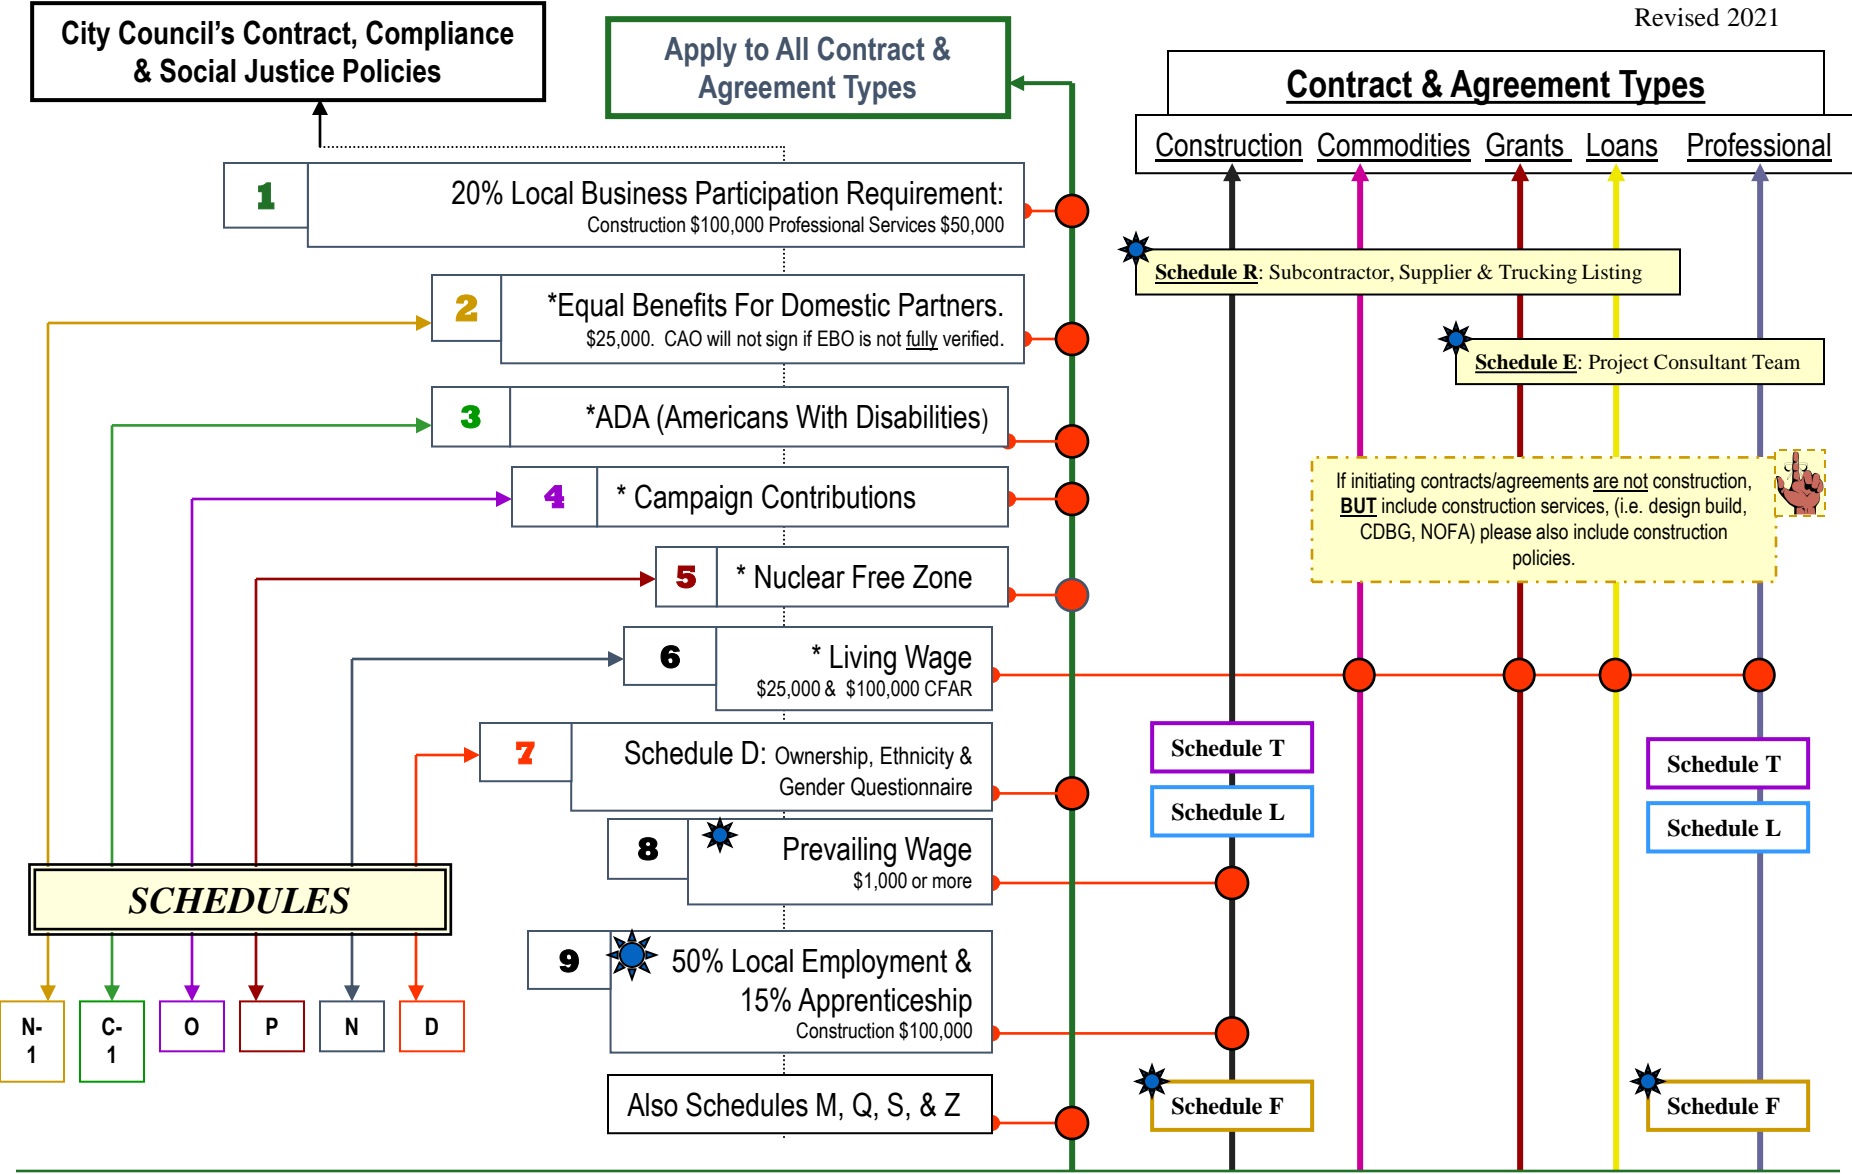 Revised 2021
City Council’s Contract, Compliance
& Social Justice Policies
Apply to All Contract &
Agreement Types
Contract & Agreement Types
Construction Commodities Grants Loans Professional
1
20% Local Business Participation Requirement:
Construction $100,000 Professional Services $50,000
Schedule R: Subcontractor, Supplier & Trucking Listing
2
*Equal Benefits For Domestic Partners.
$25,000. CAO will not sign if EBO is not fully verified.
Schedule E: Project Consultant Team
3
*ADA (Americans With Disabilities)
4
* Campaign Contributions
If initiating contracts/agreements are not construction,
BUT include construction services, (i.e. design build,
CDBG, NOFA) please also include construction
policies.
5
* Nuclear Free Zone
6
* Living Wage
$25,000 & $100,000 CFAR
7
Schedule D: Ownership, Ethnicity &
Gender Questionnaire
Schedule T
Schedule L
Schedule T
Schedule L
8
Prevailing Wage
$1,000 or more
SCHEDULES
9
50% Local Employment &
15% Apprenticeship
Construction $100,000
N-
1
C-
1
O
P
N
D
Also Schedules M, Q, S, & Z
Schedule F
Schedule F